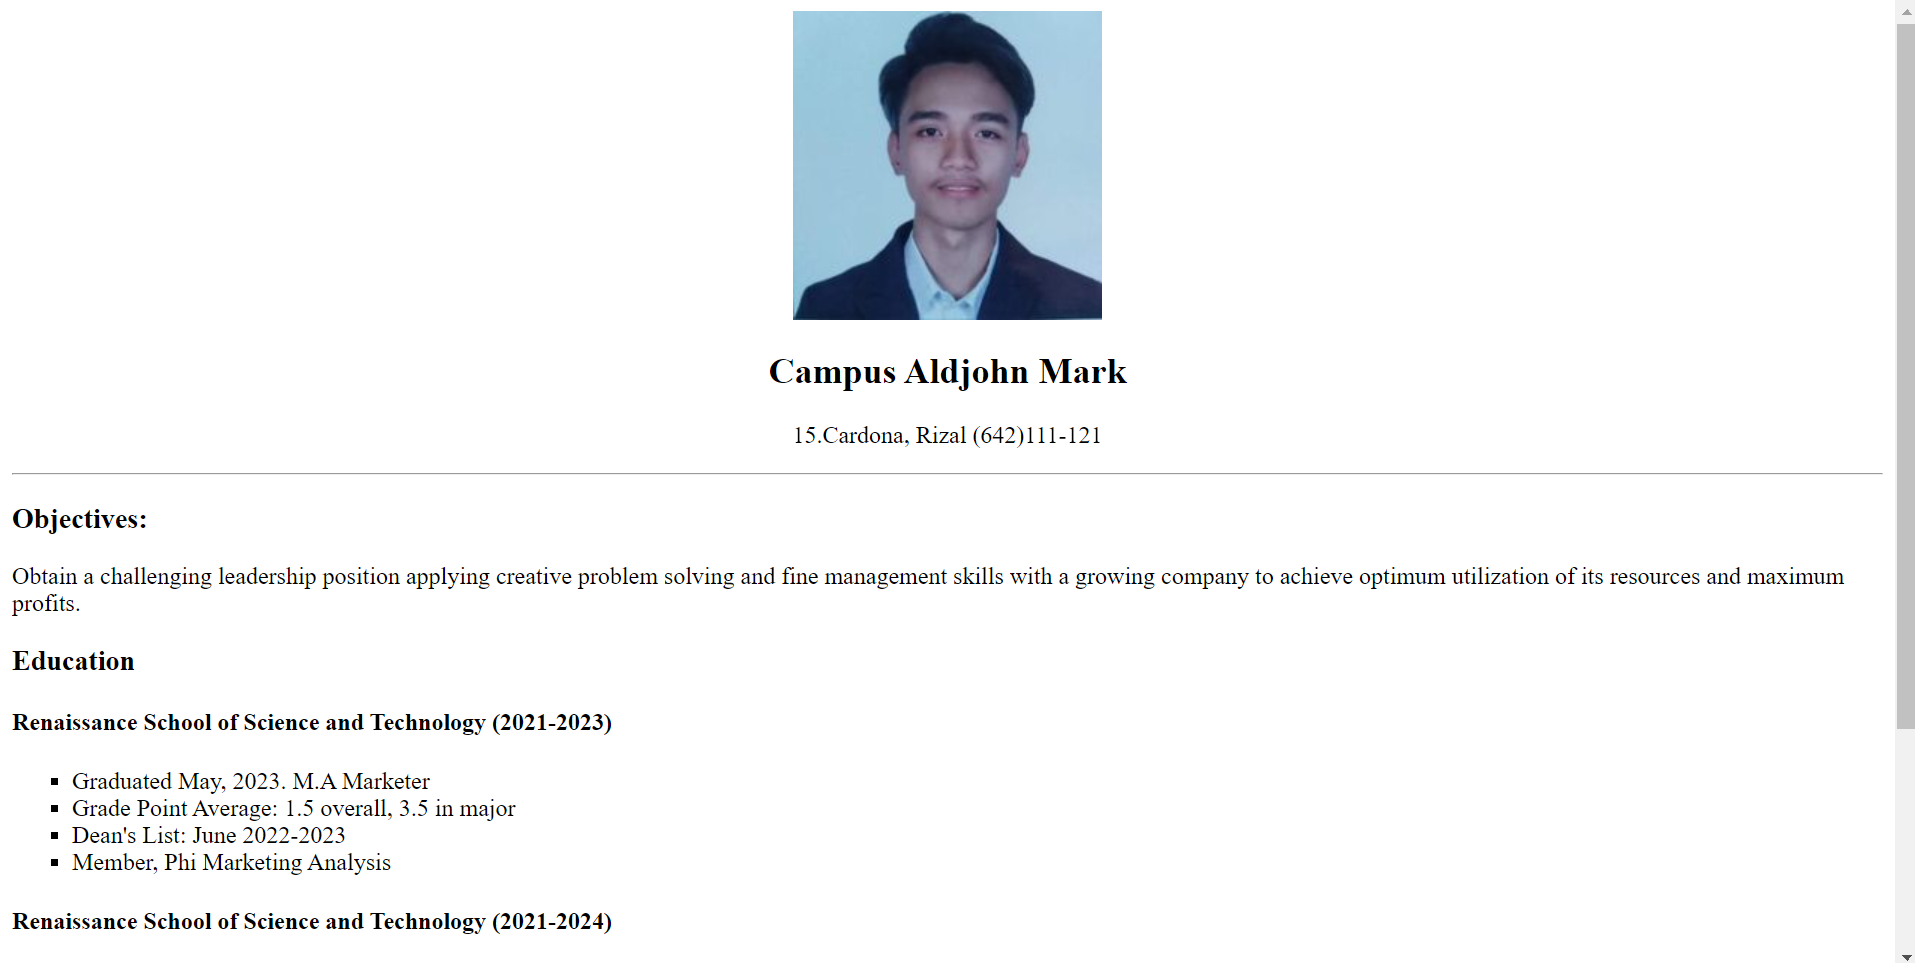 Campus Aldjohn Mark
15.Cardona, Rizal (642)111-121
Objectives:
Obtain a challenging leadership position applying creative problem solving and fine management skills with a growing company to achieve optimum utilization of its resources and maximum
profits.
Education
Renaissance School of Science and Technology (2021-2023)
Graduated May, 2023. M.A Marketer
Grade Point Average: 1.5 overall, 3.5 in major
Dean's List: June 2022-2023
Member, Phi Marketing Analysis
Renaissance School of Science and Technology (2021-2024)